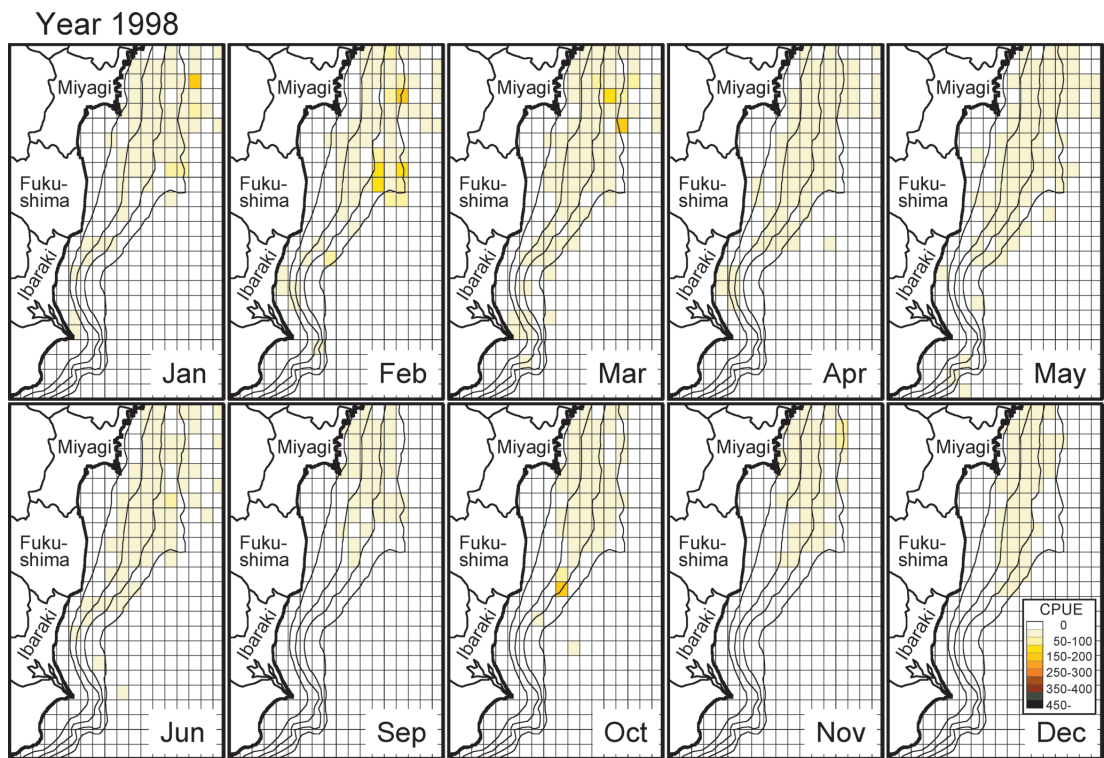 Year 1998
Miyagi
Fuku-
shima
Ibaraki
Jan
Miyagi
Fuku-
shima
Ibaraki
Feb
Miyagi
Fuku-
shima
Ibaraki
Mar
Miyagi
Fuku-
shima
Ibaraki
Apr
Miyagi
Fuku-
shima
Ibaraki
May
Miyagi
Fuku-
shima
Ibaraki
Jun
Miyagi
Fuku-
shima
Ibaraki
Sep
Miyagi
Fuku-
shima
Ibaraki
Oct
Miyagi
Fuku-
shima
Ibaraki
Nov
Miyagi
Fuku-
shima
Ibaraki
CPUE
0
50-100
150-200
250-300
350-400
450-
Dec